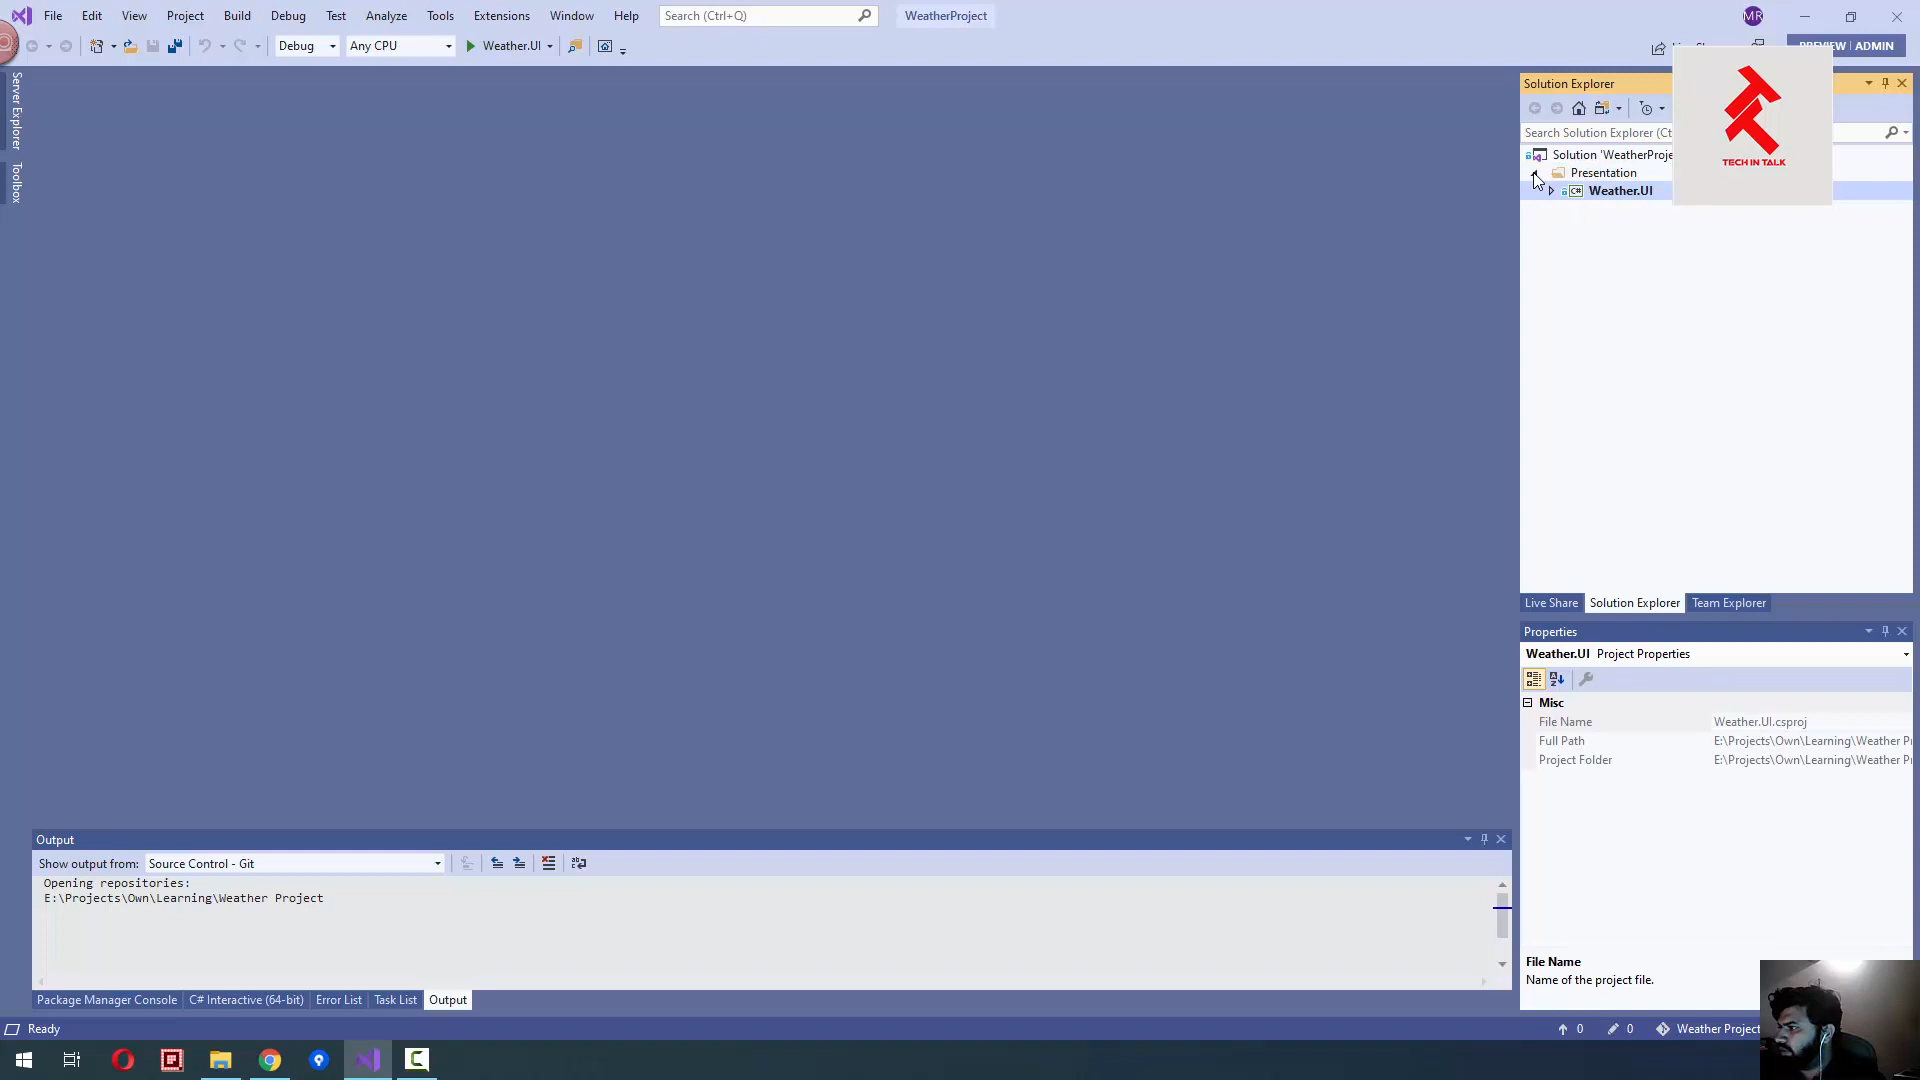 File Edit View Project Build Debug Test Analyze Tools Extensions Window Help Search (Ctrl+Q) WeatherProject MR
Debug Any CPU Weather.UI PREVIEW ADMIN
Server Explorer
Toolbox
Solution Explorer
Search Solution Explorer (Ct
Solution 'WeatherProje
Presentation
Weather.UI
TECH IN TALK
Live Share Solution Explorer Team Explorer
Properties
Weather.UI Project Properties
Misc
File Name Weather.UI.csproj
Full Path E:\Projects\Own\Learning\Weather Pr
Project Folder E:\Projects\Own\Learning\Weather Pr
File Name
Name of the project file.
Output
Show output from: Source Control - Git
Opening repositories:
E:\Projects\Own\Learning\Weather Project
Package Manager Console C# Interactive (64-bit) Error List Task List Output
Ready 0 0 Weather Project